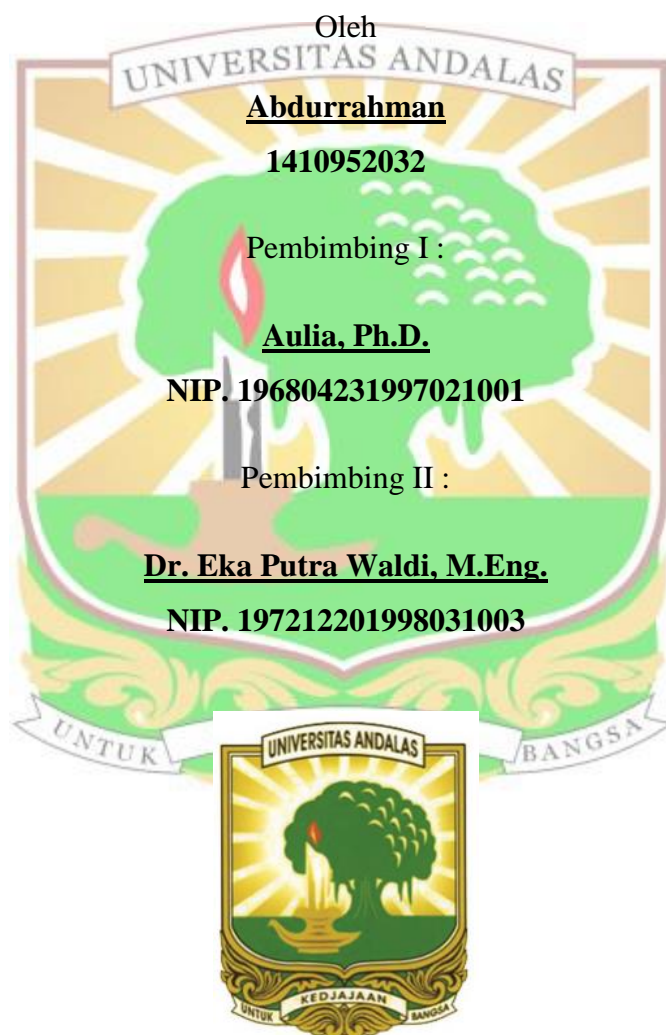 Oleh
UNIVERSITAS ANDALAS
Abdurrahman
1410952032
Pembimbing I :
Aulia, Ph.D.
NIP. 196804231997021001
Pembimbing II :
Dr. Eka Putra Waldi, M.Eng.
NIP. 197212201998031003
UNTUK BANGSA
UNIVERSITAS ANDALAS
UNTUK KEDJAJAAN BANGSA